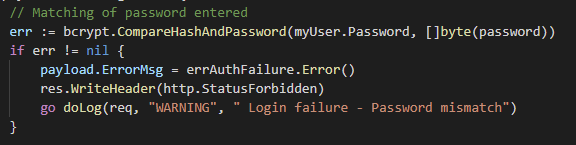 // Matching of password entered
err := bcrypt.CompareHashAndPassword(myUser.Password, []byte(password))
if err != nil {
    payload.ErrorMsg = errAuthFailure.Error()
    res.WriteHeader(http.StatusForbidden)
    go doLog(req, "WARNING", " Login failure - Password mismatch")
}